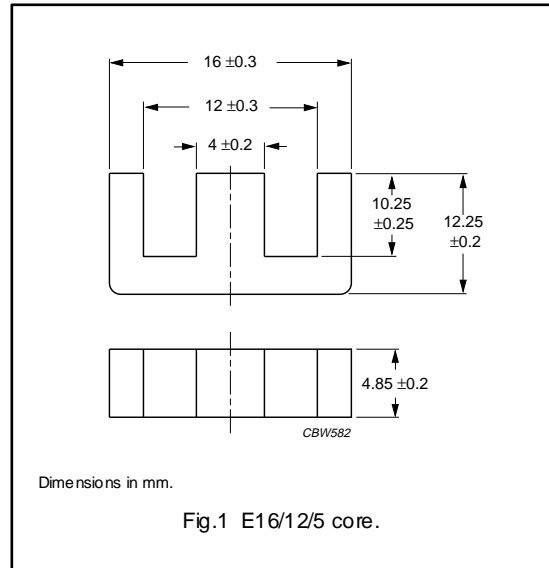 16 ±0.3
12 ±0.3
4 ±0.2
10.25
±0.25
12.25
±0.2
4.85 ±0.2
CBW582
Dimensions in mm.
Fig.1 E16/12/5 core.